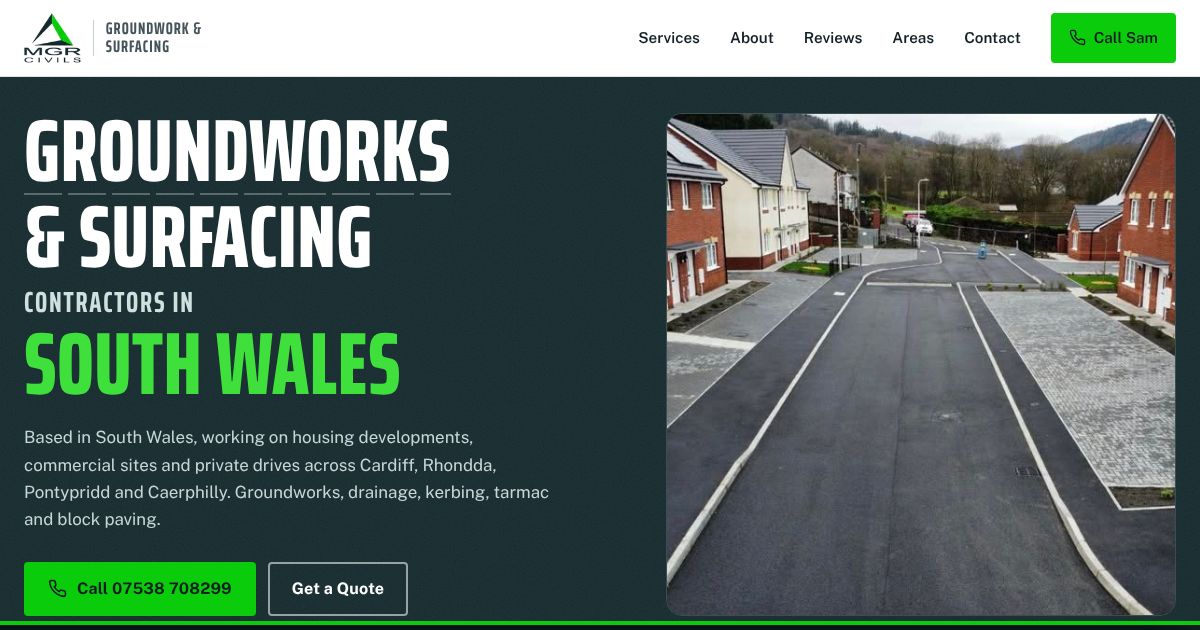 MGR
CIVILS
GROUNDWORK &
SURFACING
Services
About
Reviews
Areas
Contact
Call Sam
GROUNDWORKS
& SURFACING
CONTRACTORS IN
SOUTH WALES
Based in South Wales, working on housing developments,
commercial sites and private drives across Cardiff, Rhondda,
Pontypridd and Caerphilly. Groundworks, drainage, kerbing, tarmac
and block paving.
Call 07538 708299
Get a Quote